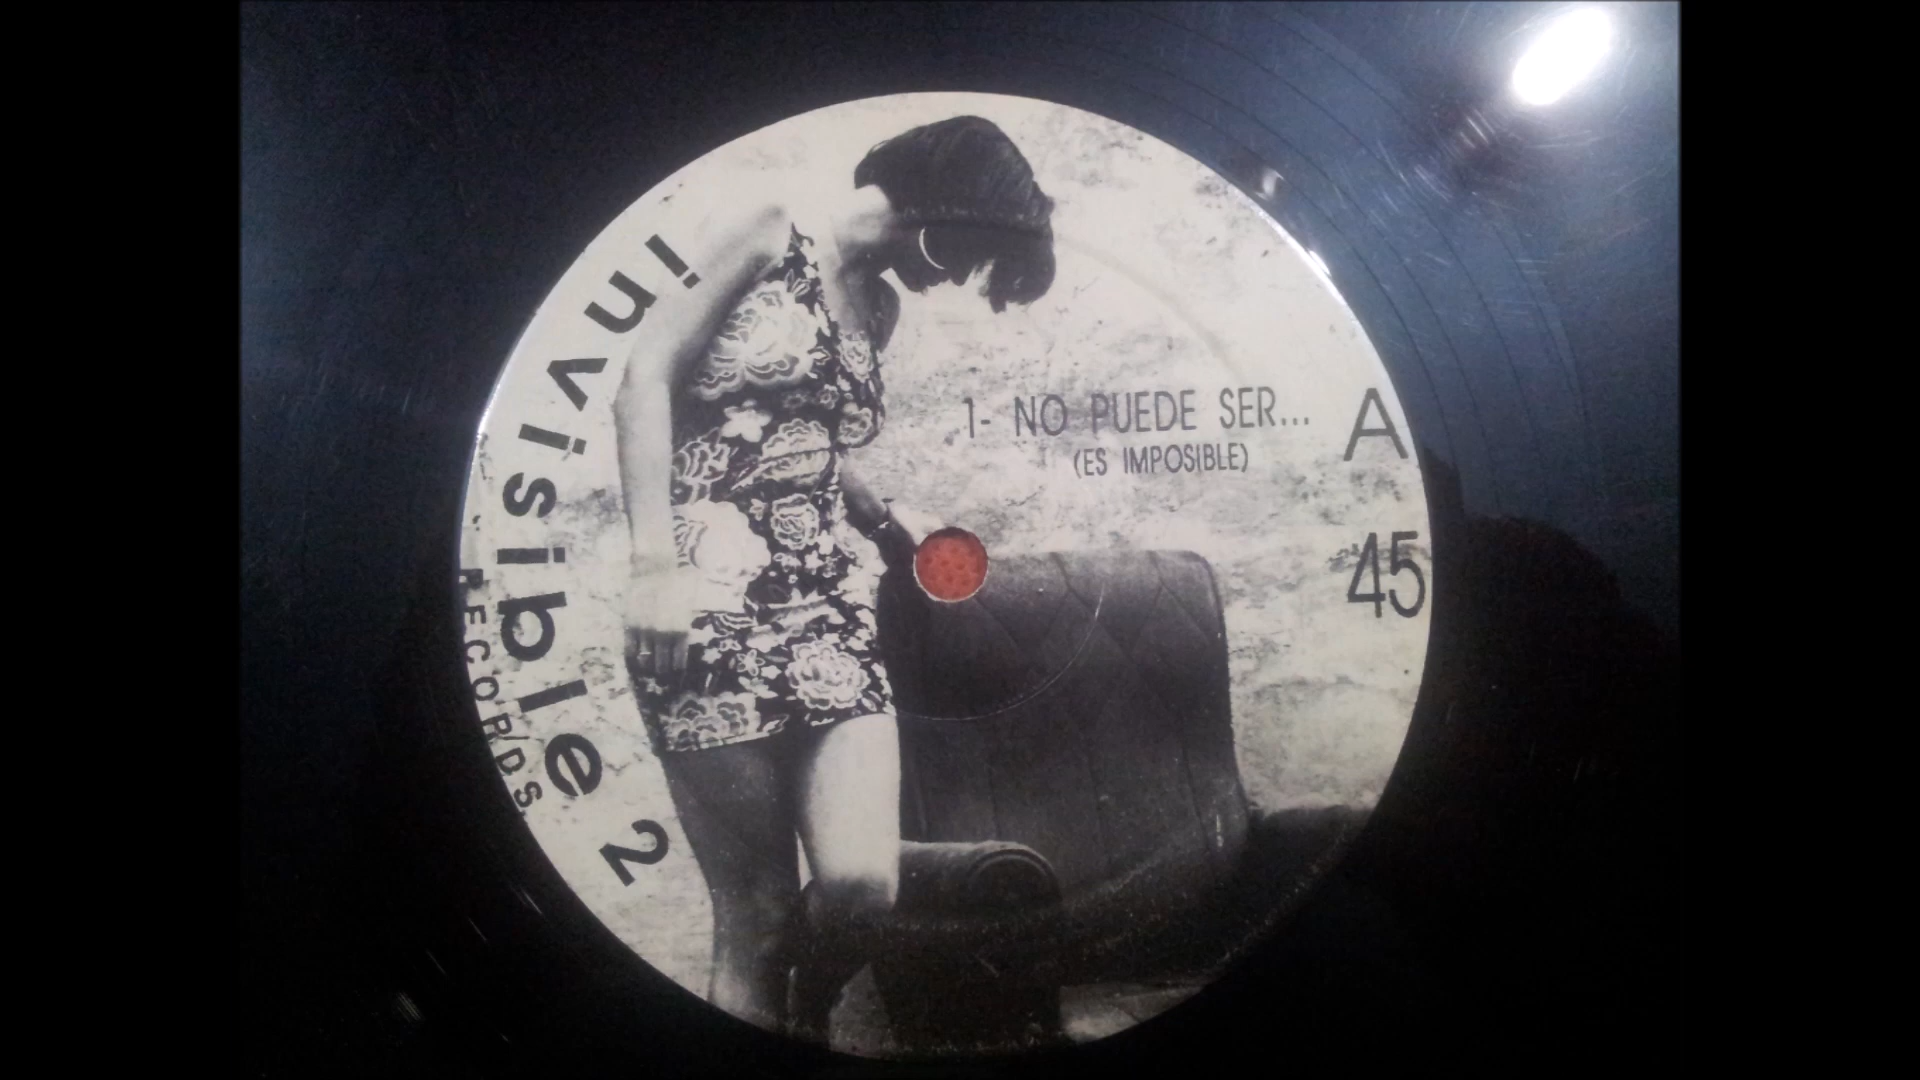 invisible 2
RECORDS
1- NO PUEDE SER...
(ES IMPOSIBLE)
A
45